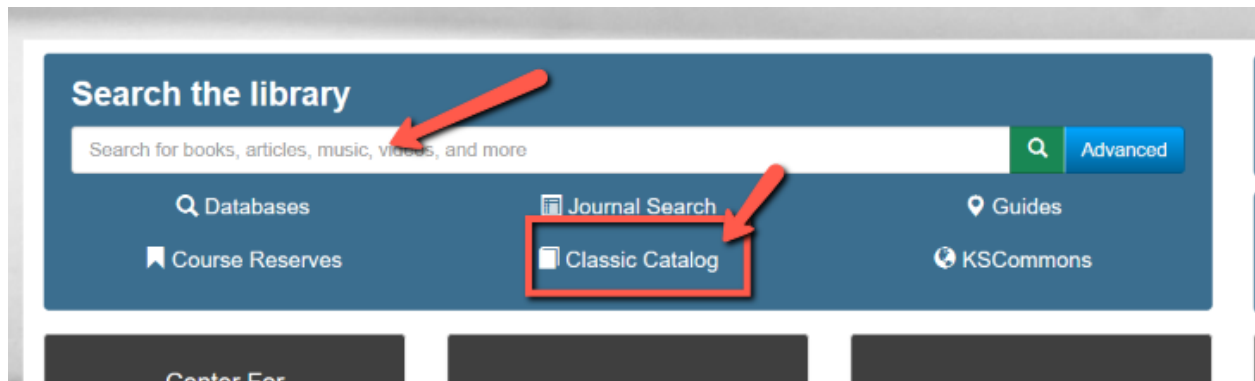 Search the library
Search for books, articles, music, videos, and more
Advanced
Databases
Journal Search
Guides
Course Reserves
Classic Catalog
KSCommons
Center For